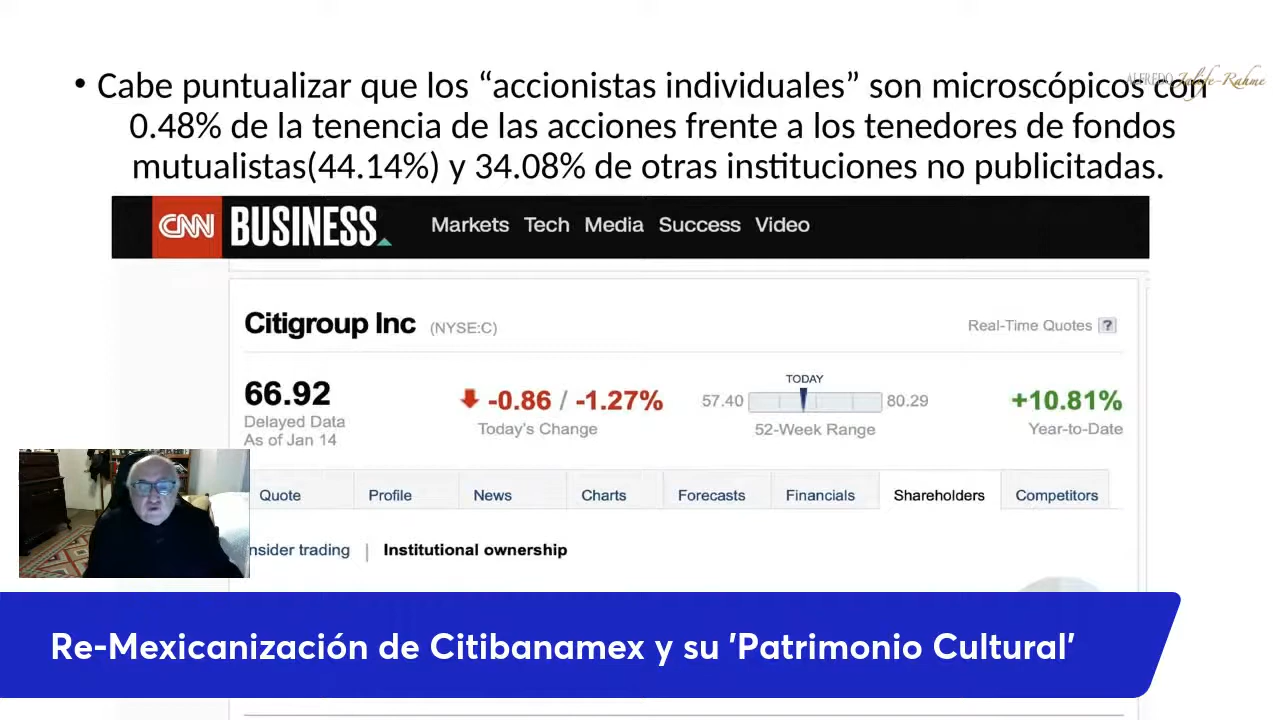 • Cabe puntualizar que los “accionistas individuales” son microscópicos con
ALFREDO Jalife-Rahme
0.48% de la tenencia de las acciones frente a los tenedores de fondos
mutualistas(44.14%) y 34.08% de otras instituciones no publicitadas.
CNN BUSINESS Markets Tech Media Success Video
Citigroup Inc (NYSE:C) Real-Time Quotes ?
TODAY
66.92 -0.86 / -1.27% 57.40 80.29 +10.81%
Delayed Data Today's Change 52-Week Range Year-to-Date
As of Jan 14
Quote Profile News Charts Forecasts Financials Shareholders Competitors
nsider trading | Institutional ownership
Re-Mexicanización de Citibanamex y su 'Patrimonio Cultural'